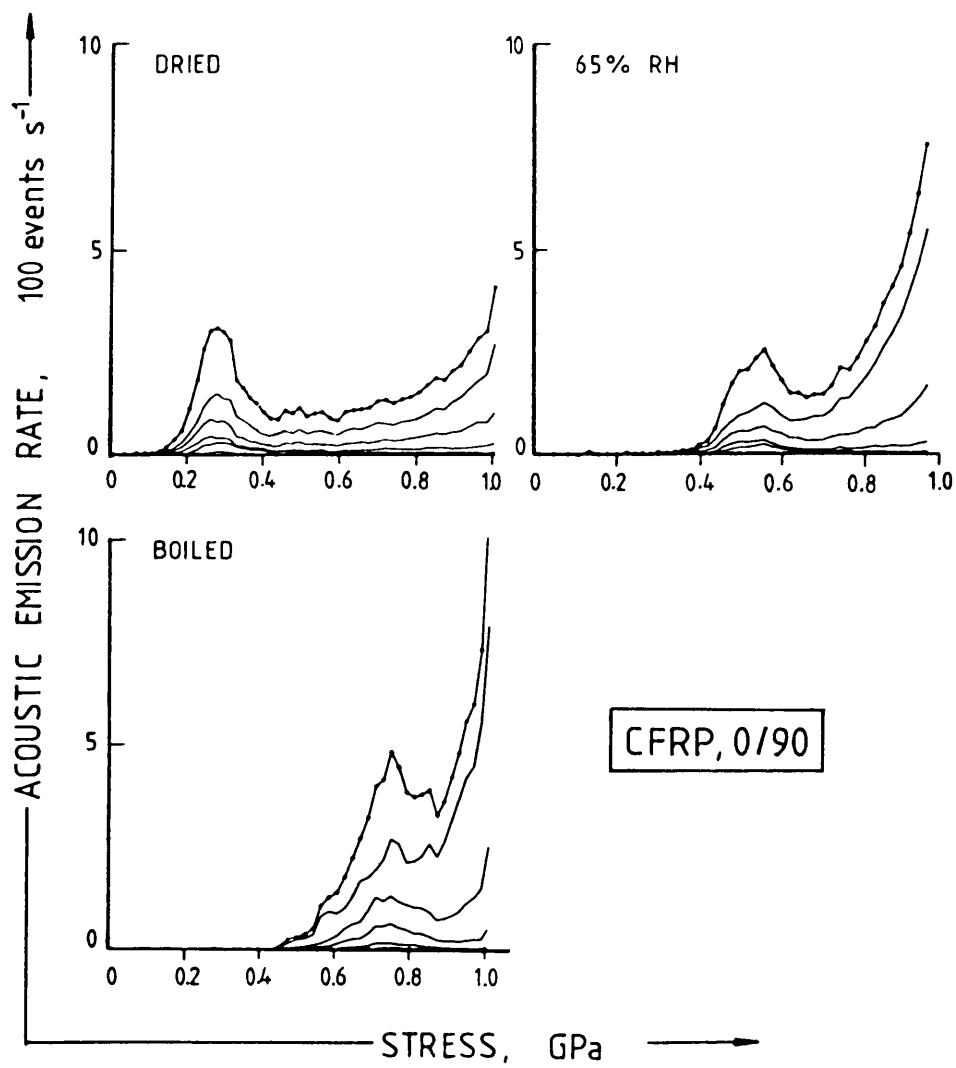 ACOUSTIC EMISSION RATE, 100 events s⁻¹
10
DRIED
5
0
0.2 0.4 0.6 0.8 1.0
10
65% RH
5
0
0 0.2 0.4 0.6 0.8 1.0
10
BOILED
5
0
0 0.2 0.4 0.6 0.8 1.0
CFRP, 0/90
STRESS, GPa